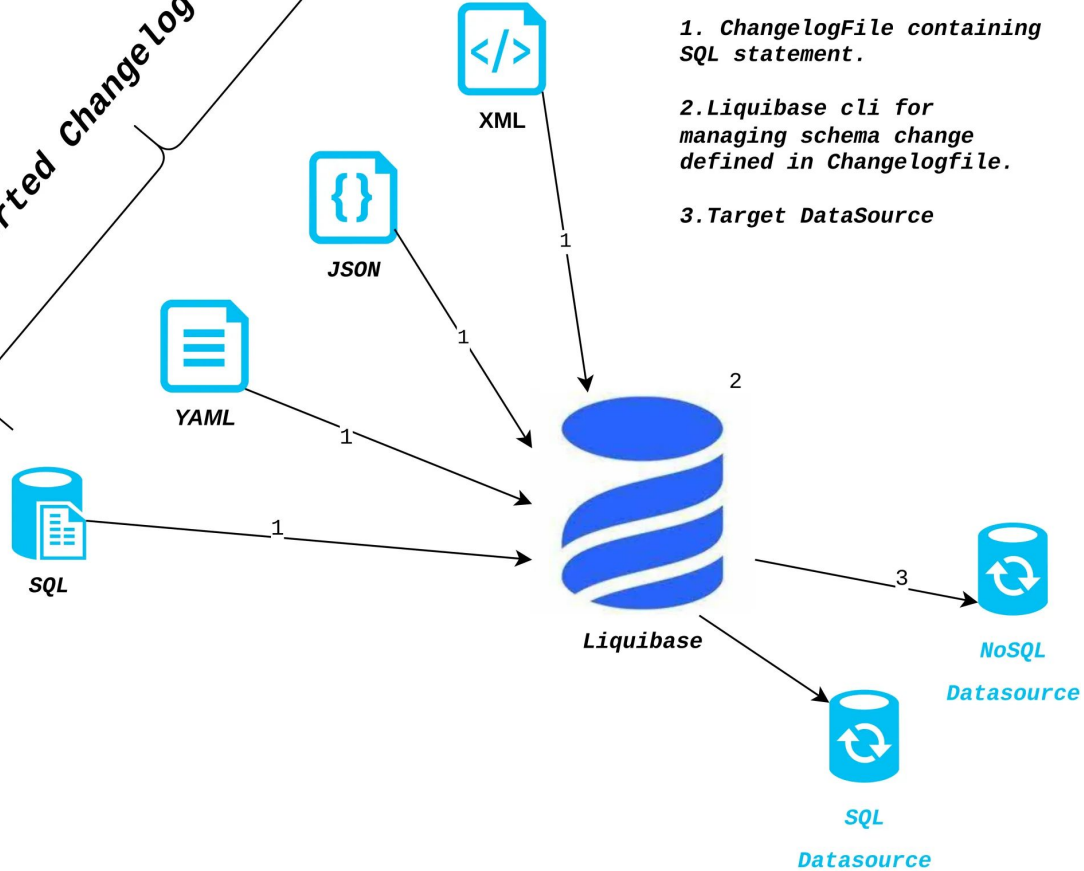 rted Changelog
</>
XML
1. ChangelogFile containing
SQL statement.
2.Liquibase cli for
managing schema change
defined in Changelogfile.
3.Target DataSource
{}
JSON
1
1
YAML
2
1
1
SQL
3
Liquibase
NoSQL
Datasource
SQL
Datasource